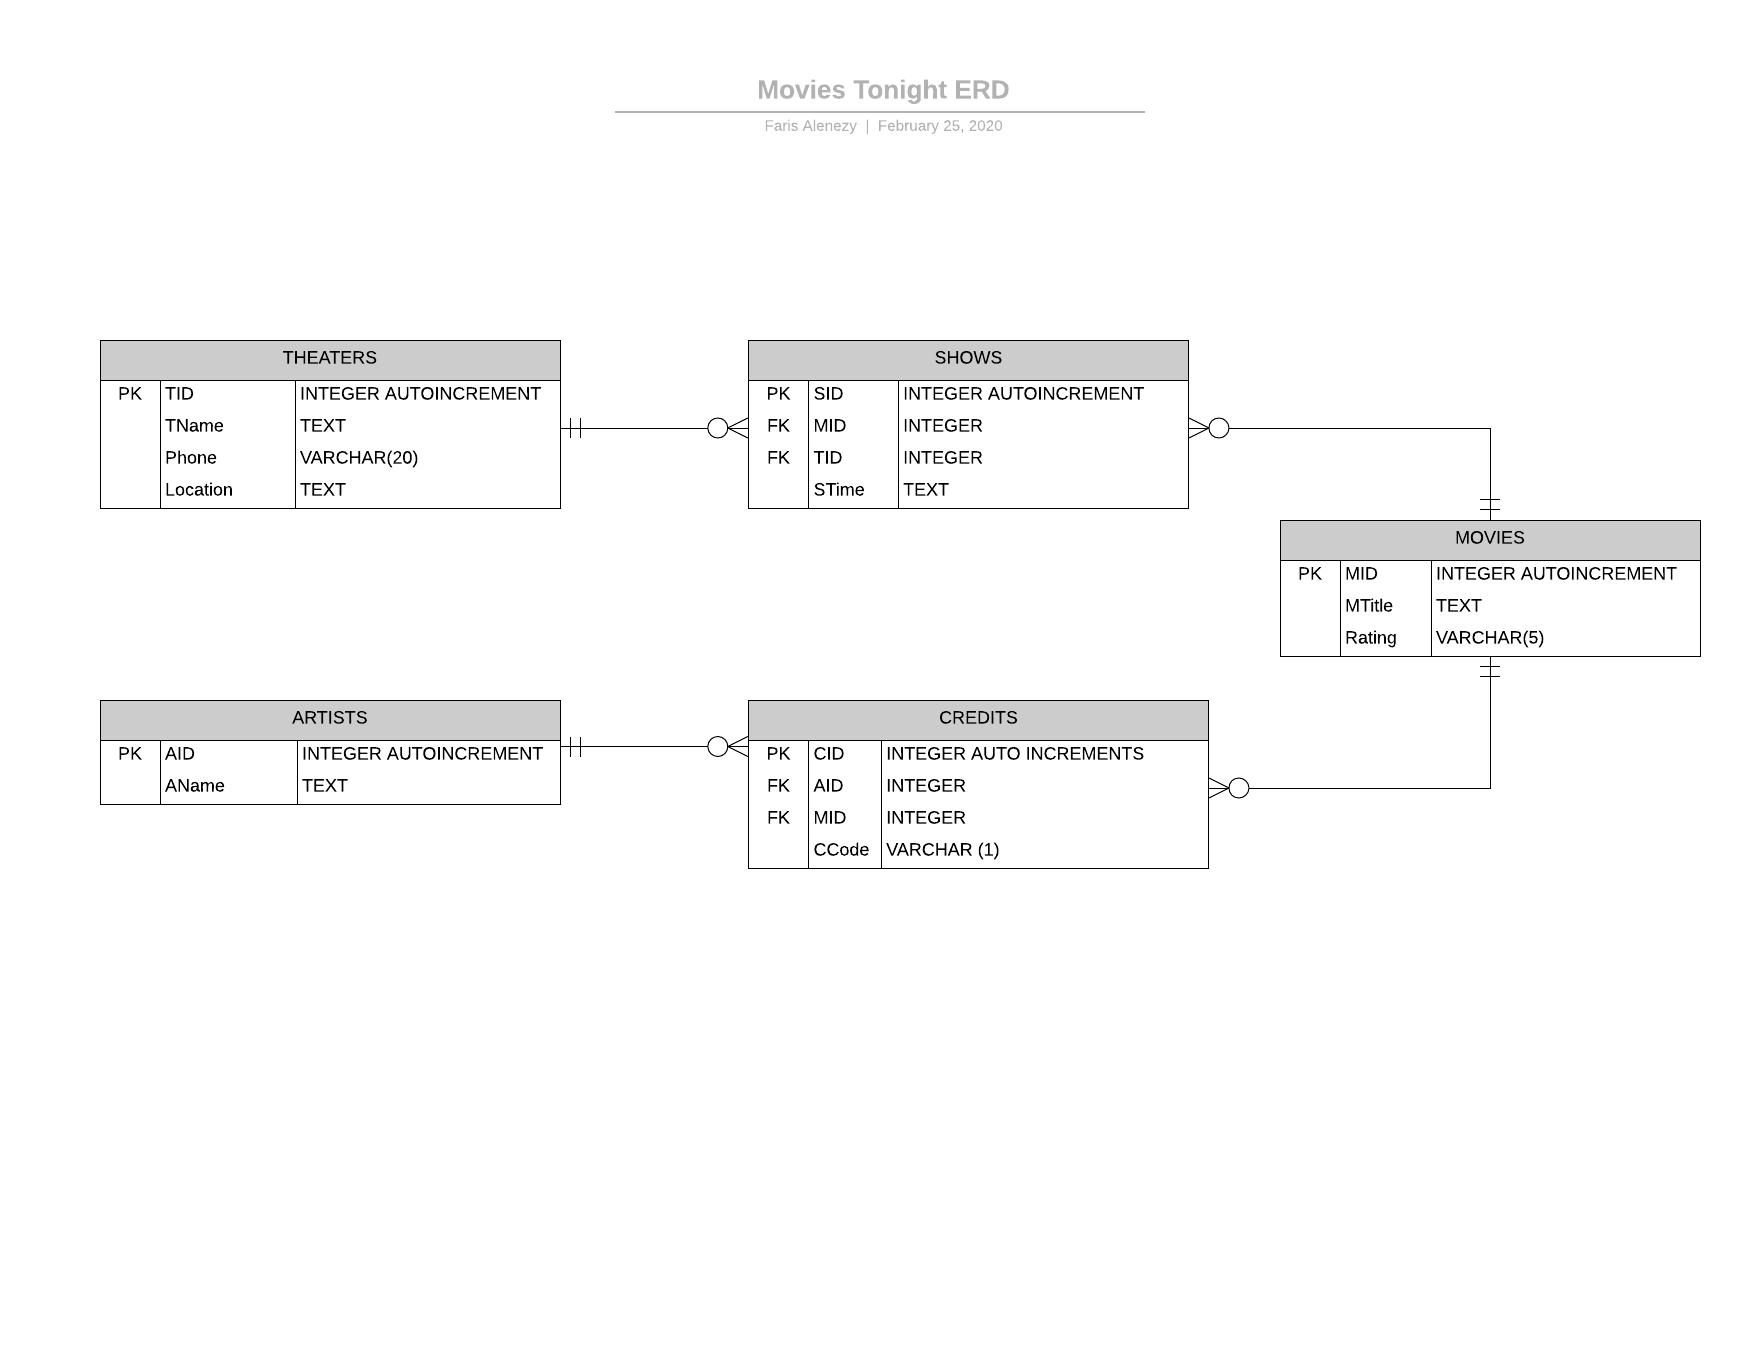 Movies Tonight ERD
Faris Alenezy | February 25, 2020
THEATERS
PK TID INTEGER AUTOINCREMENT
TName TEXT
Phone VARCHAR(20)
Location TEXT
SHOWS
PK SID INTEGER AUTOINCREMENT
FK MID INTEGER
FK TID INTEGER
STime TEXT
MOVIES
PK MID INTEGER AUTOINCREMENT
MTitle TEXT
Rating VARCHAR(5)
ARTISTS
PK AID INTEGER AUTOINCREMENT
AName TEXT
CREDITS
PK CID INTEGER AUTO INCREMENTS
FK AID INTEGER
FK MID INTEGER
CCode VARCHAR (1)